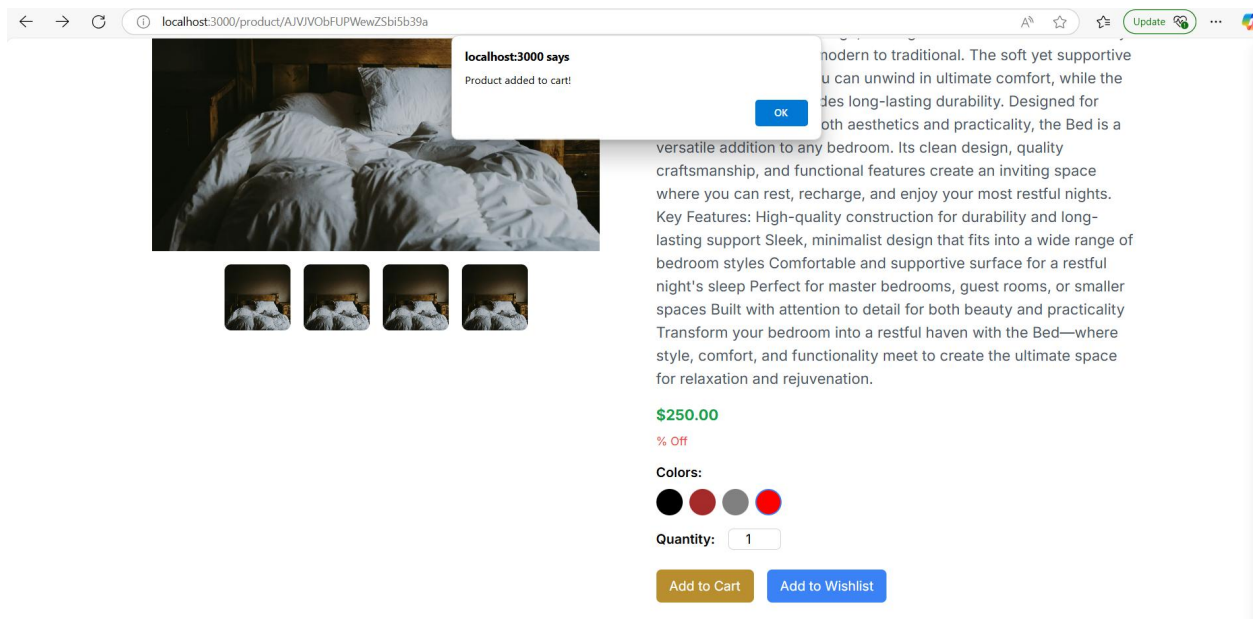 localhost:3000/product/AJVJVObFUPWewZSbi5b39a
Update
localhost:3000 says
Product added to cart!
OK
modern to traditional. The soft yet supportive
u can unwind in ultimate comfort, while the
des long-lasting durability. Designed for
oth aesthetics and practicality, the Bed is a
versatile addition to any bedroom. Its clean design, quality
craftsmanship, and functional features create an inviting space
where you can rest, recharge, and enjoy your most restful nights.
Key Features: High-quality construction for durability and long-
lasting support Sleek, minimalist design that fits into a wide range of
bedroom styles Comfortable and supportive surface for a restful
night's sleep Perfect for master bedrooms, guest rooms, or smaller
spaces Built with attention to detail for both beauty and practicality
Transform your bedroom into a restful haven with the Bed—where
style, comfort, and functionality meet to create the ultimate space
for relaxation and rejuvenation.
$250.00
% Off
Colors:
Quantity: 1
Add to Cart
Add to Wishlist